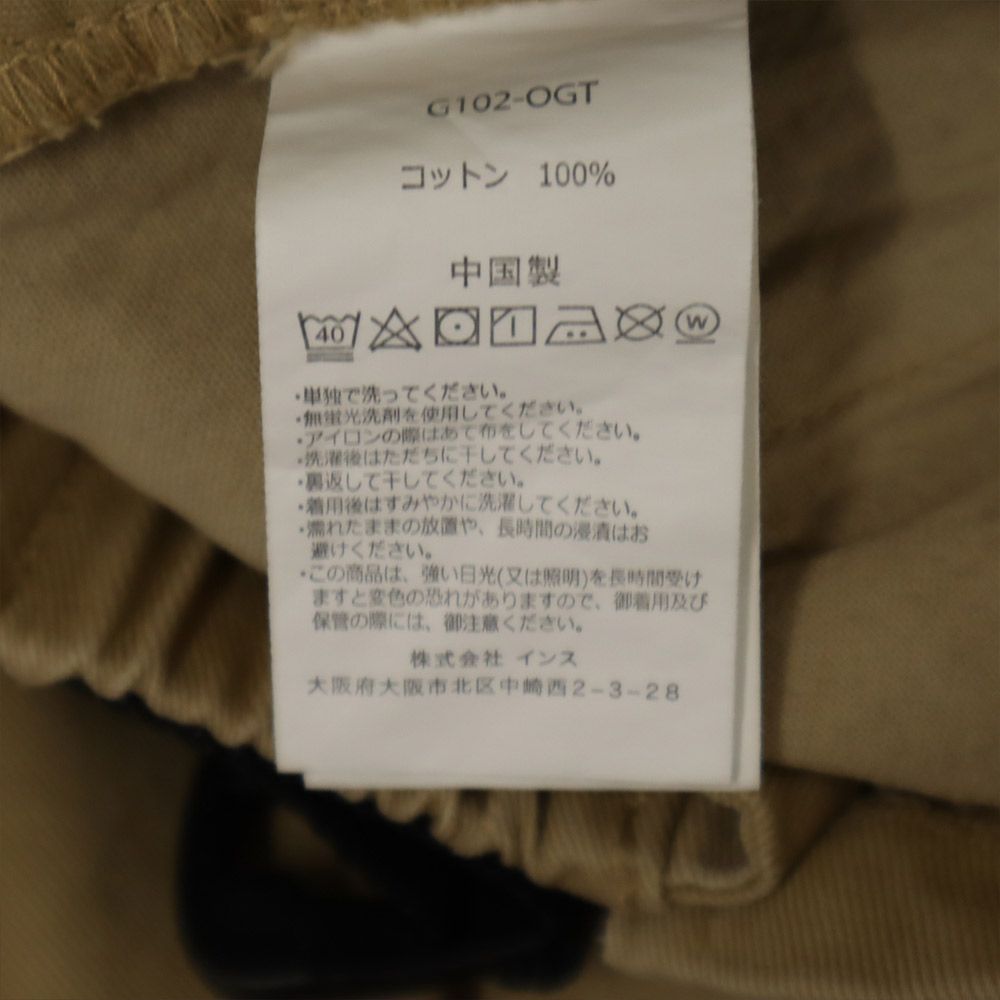 G102-OGT
コットン 100%
中国製
40 W
・単独で洗ってください。
・無蛍光洗剤を使用してください。
・アイロンの際はあて布をしてください。
・洗濯後はただちに干してください。
・裏返して干してください。
・着用後はすみやかに洗濯してください。
・濡れたままの放置や、長時間の浸漬はお
避けください。
・この商品は、強い日光(又は照明)を長時間受け
ますと変色の恐れがありますので、御着用及び
保管の際には、御注意ください。
株式会社 インス
大阪府大阪市北区中崎西2-3-28